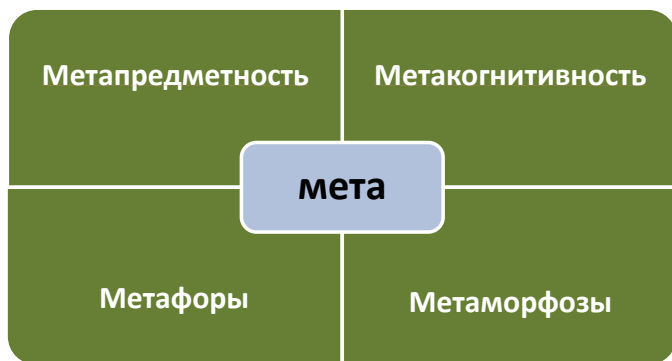 Метапредметность
Метакогнитивность
мета
Метафоры
Метаморфозы